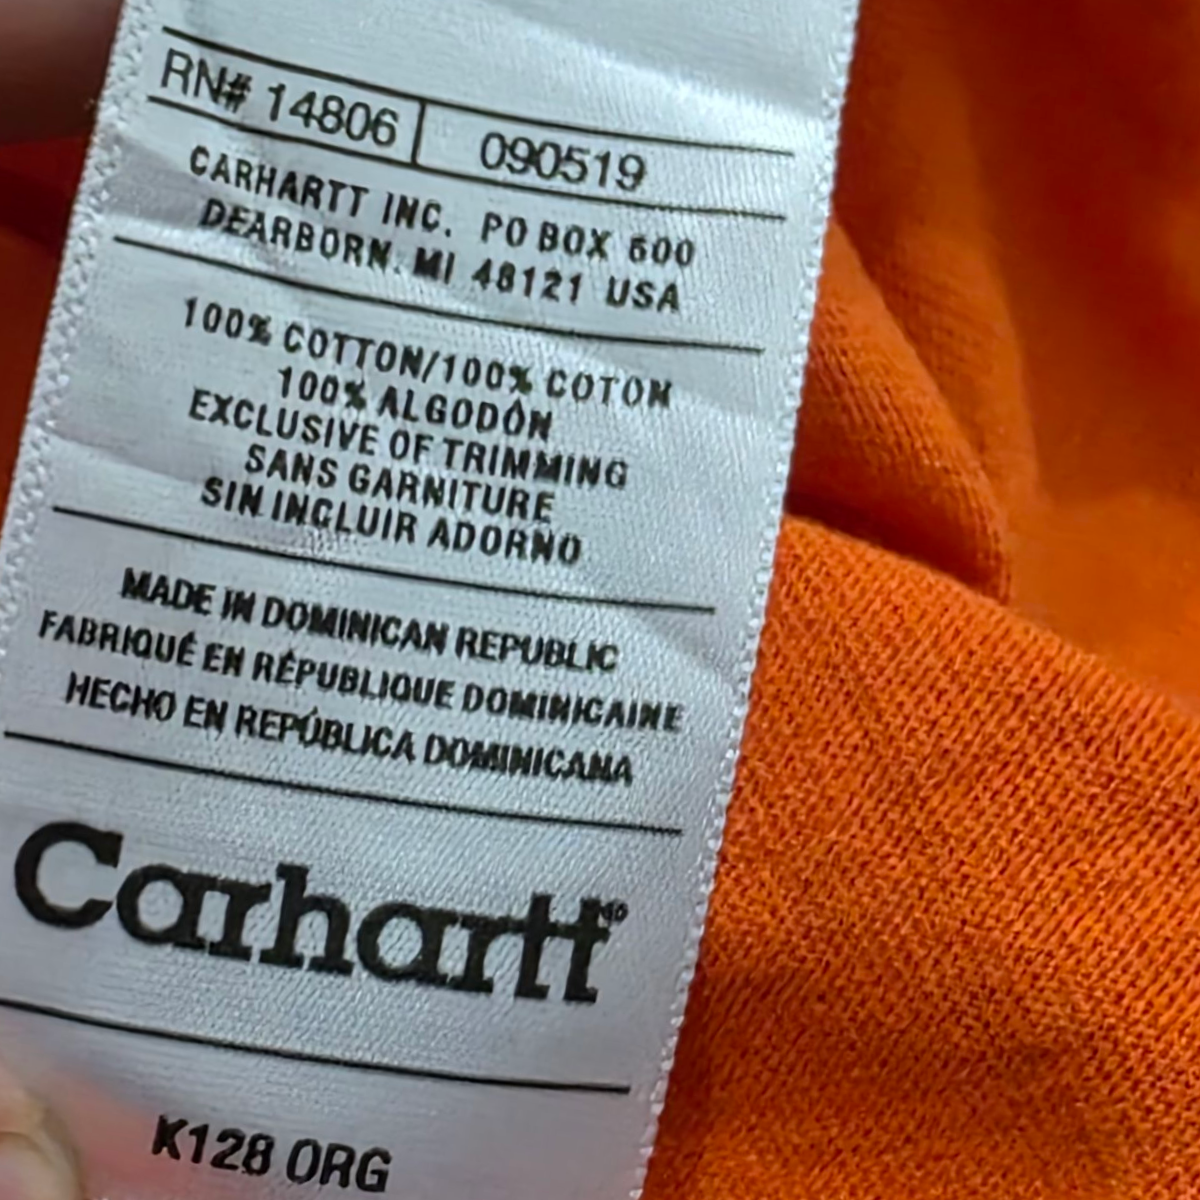 RN# 14806 090519
CARHARTT INC. PO BOX 600
DEARBORN. MI 48121 USA
100% COTTON/100% COTON
100% ALGODÓN
EXCLUSIVE OF TRIMMING
SANS GARNITURE
SIN INCLUIR ADORNO
MADE IN DOMINICAN REPUBLIC
FABRIQUÉ EN RÉPUBLIQUE DOMINICAINE
HECHO EN REPÚBLICA DOMINICANA
Carhartt
K128 ORG